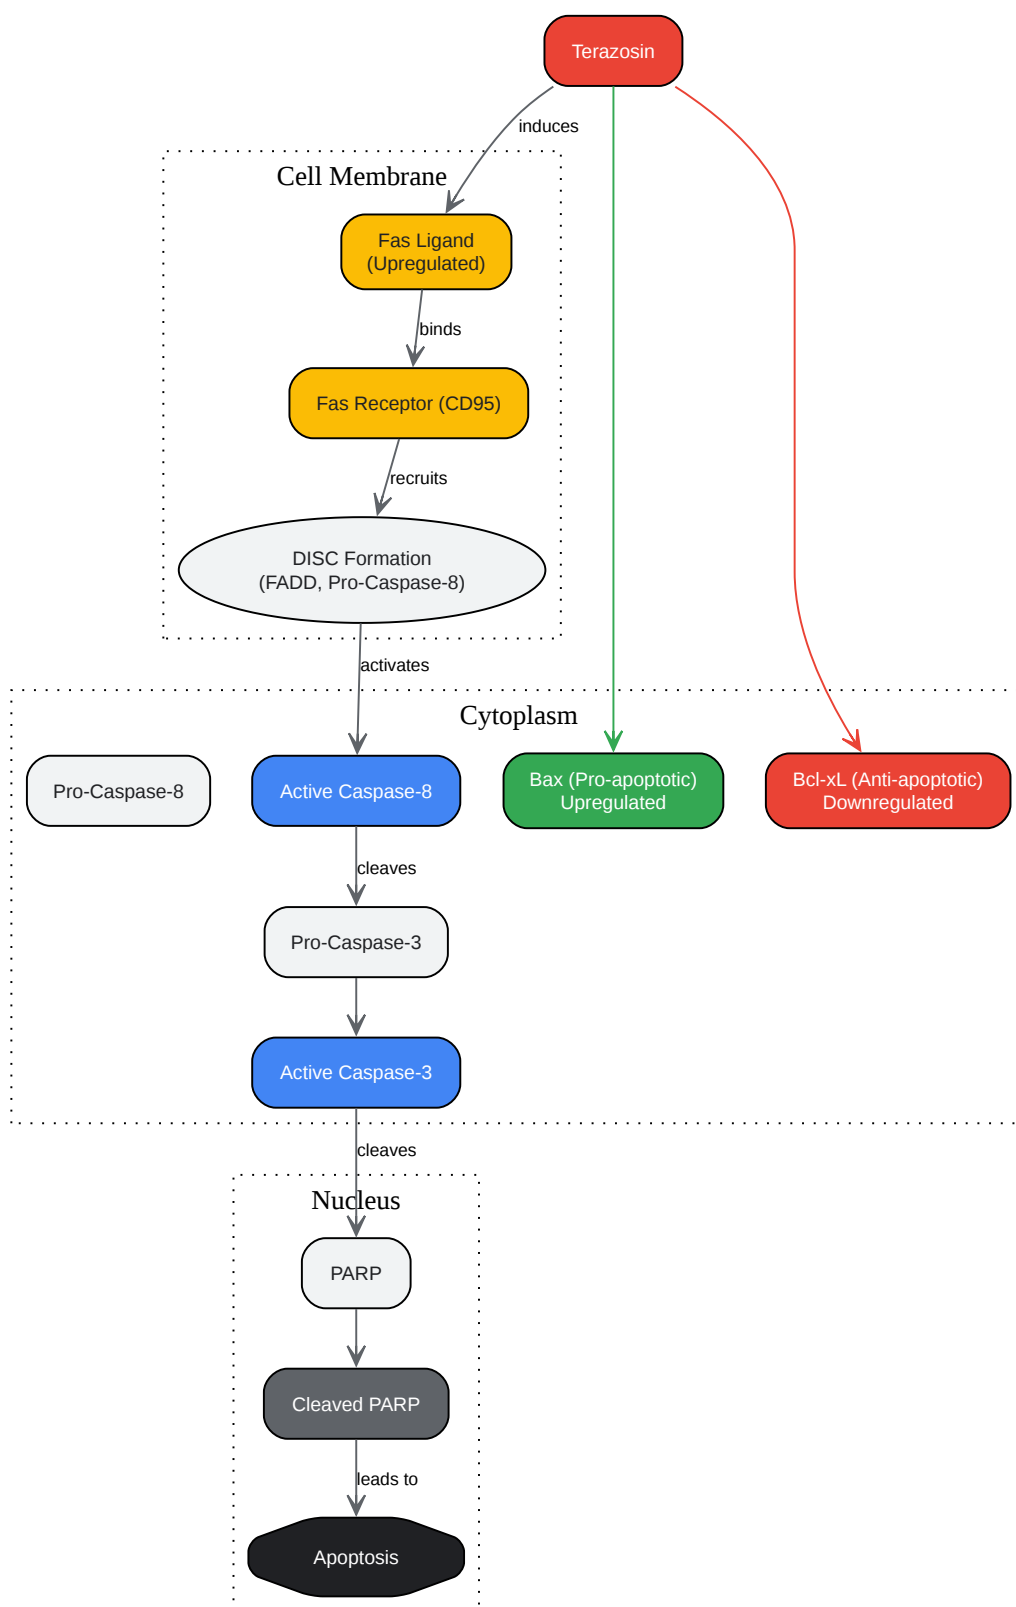 Terazosin
induces
Cell Membrane
Fas Ligand
(Upregulated)
binds
Fas Receptor (CD95)
recruits
DISC Formation
(FADD, Pro-Caspase-8)
activates
Cytoplasm
Pro-Caspase-8
Active Caspase-8
Bax (Pro-apoptotic)
Upregulated
Bcl-xL (Anti-apoptotic)
Downregulated
cleaves
Pro-Caspase-3
Active Caspase-3
cleaves
Nucleus
PARP
Cleaved PARP
leads to
Apoptosis